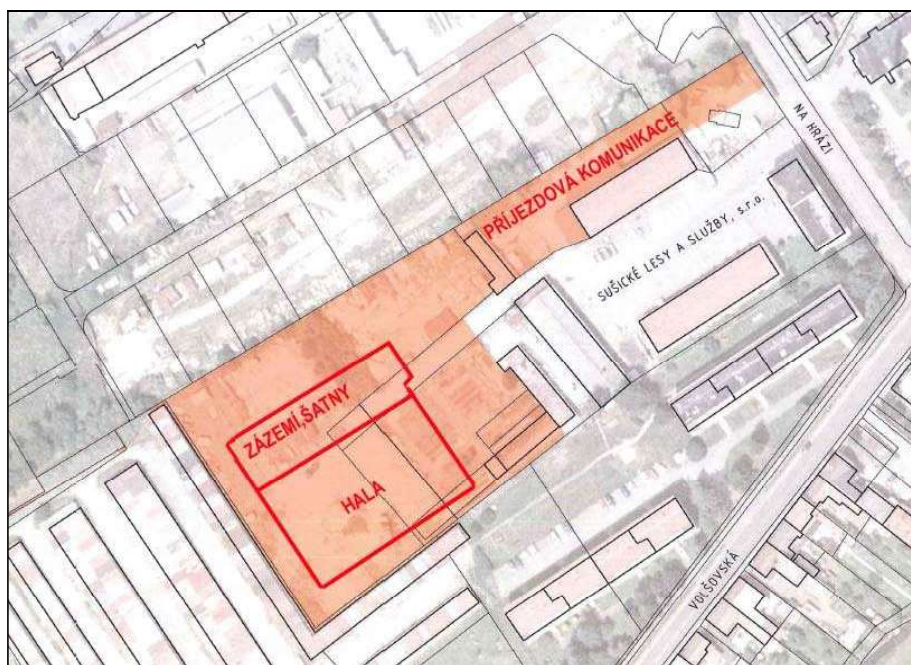 PŘÍJEZDOVÁ KOMUNIKACE
NA HRÁZI
SUŠICKÉ LESY A SLUŽBY, s.r.o.
ZÁZEMÍ,ŠATNY
HALA
VOLŠOVSKÁ